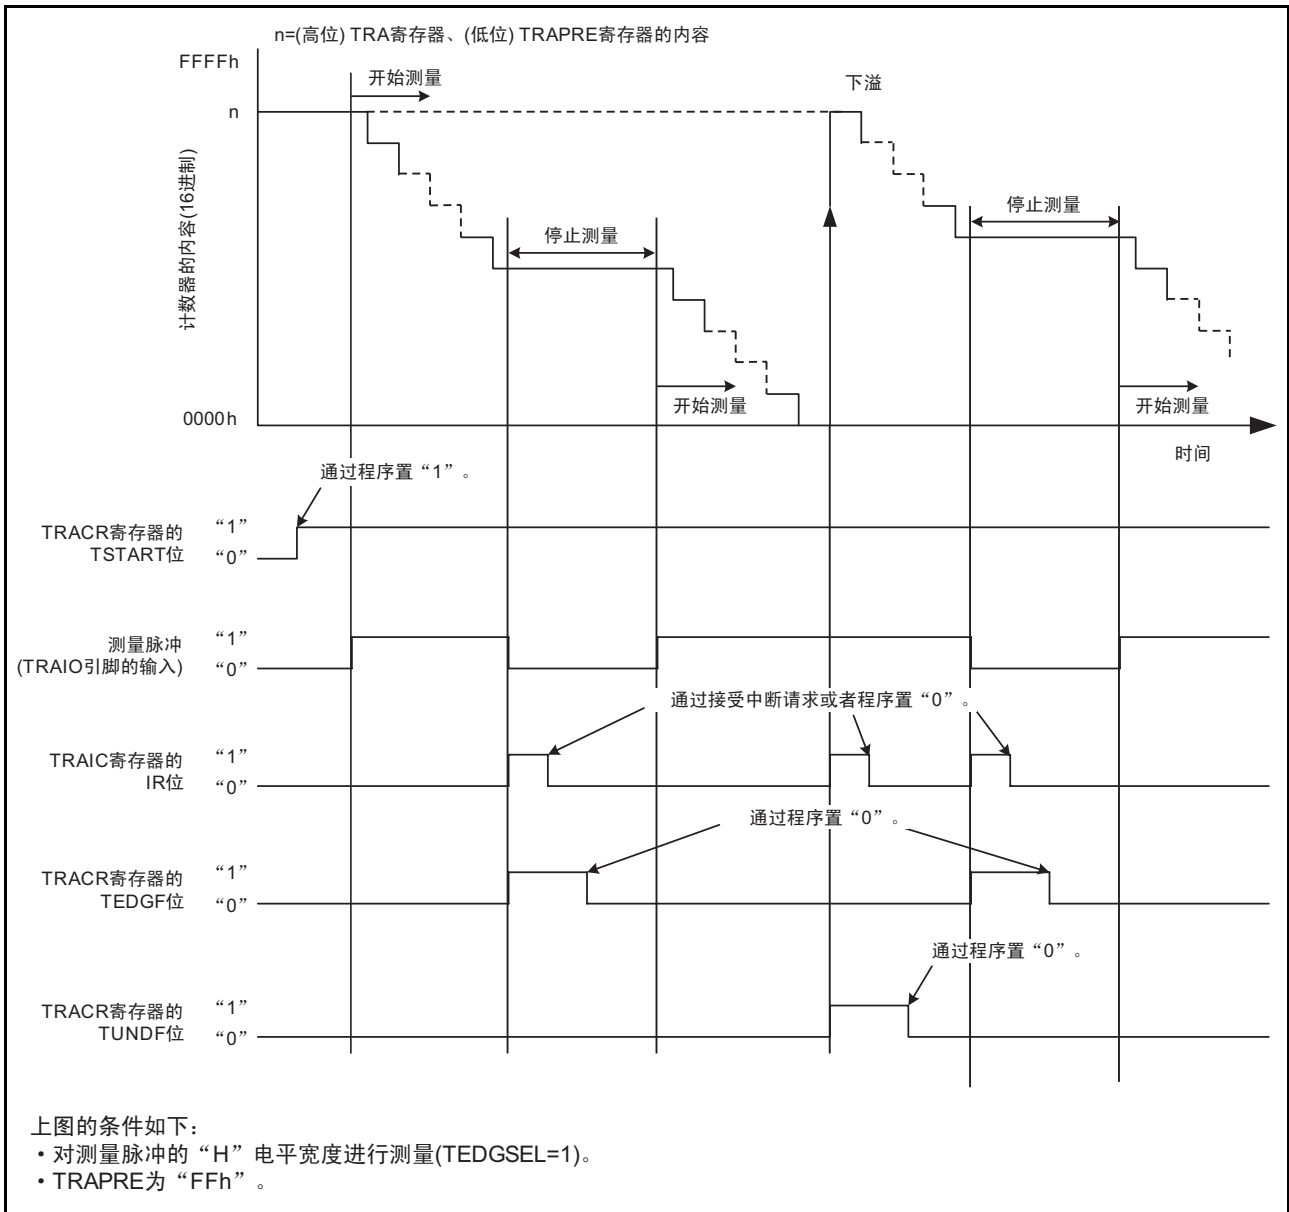 n=(高位) TRA寄存器、(低位) TRAPRE寄存器的内容
FFFFh
开始测量
下溢
n
计数器的内容(16进制)
停止测量
停止测量
开始测量
开始测量
0000h
时间
通过程序置“1”。
TRACR寄存器的
TSTART位
“1”
“0”
测量脉冲
(TRAIO引脚的输入)
“1”
“0”
通过接受中断请求或者程序置“0”。
TRAIC寄存器的
IR位
“1”
“0”
通过程序置“0”。
TRACR寄存器的
TEDGF位
“1”
“0”
通过程序置“0”。
TRACR寄存器的
TUNDF位
“1”
“0”
上图的条件如下:
•对测量脉冲的“H”电平宽度进行测量(TEDGSEL=1)。
•TRAPRE为“FFh”。